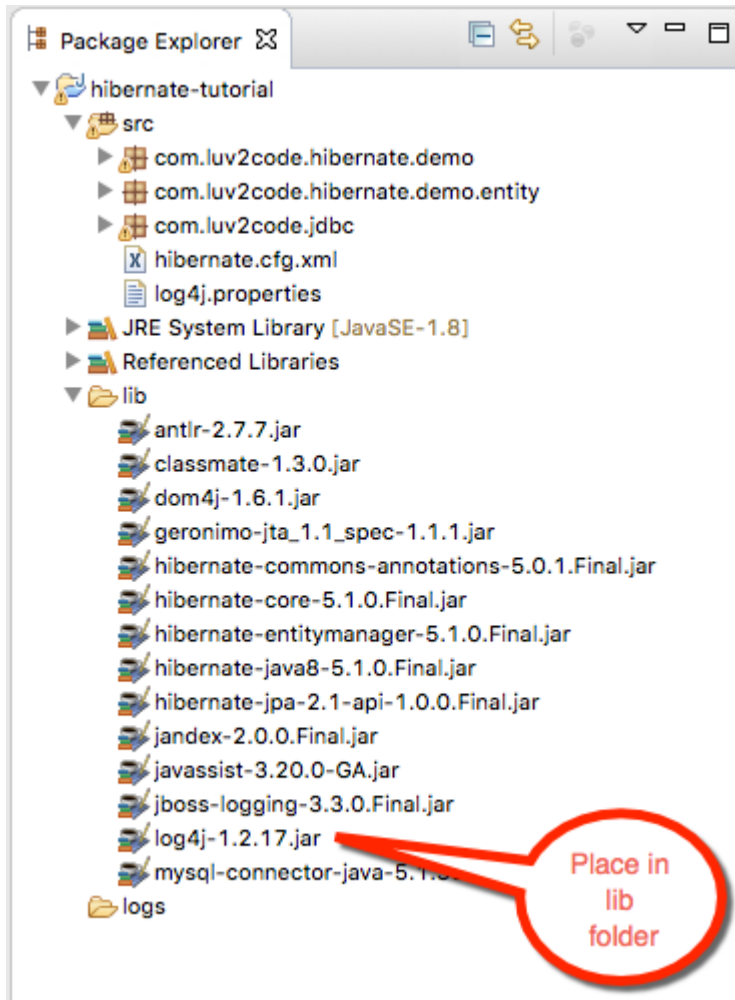 Package Explorer
hibernate-tutorial
src
com.luv2code.hibernate.demo
com.luv2code.hibernate.demo.entity
com.luv2code.jdbc
hibernate.cfg.xml
log4j.properties
JRE System Library [JavaSE-1.8]
Referenced Libraries
lib
antlr-2.7.7.jar
classmate-1.3.0.jar
dom4j-1.6.1.jar
geronimo-jta_1.1_spec-1.1.1.jar
hibernate-commons-annotations-5.0.1.Final.jar
hibernate-core-5.1.0.Final.jar
hibernate-entitymanager-5.1.0.Final.jar
hibernate-java8-5.1.0.Final.jar
hibernate-jpa-2.1-api-1.0.0.Final.jar
jandex-2.0.0.Final.jar
javassist-3.20.0-GA.jar
jboss-logging-3.3.0.Final.jar
log4j-1.2.17.jar
mysql-connector-java-5.1.
logs
Place in
lib
folder